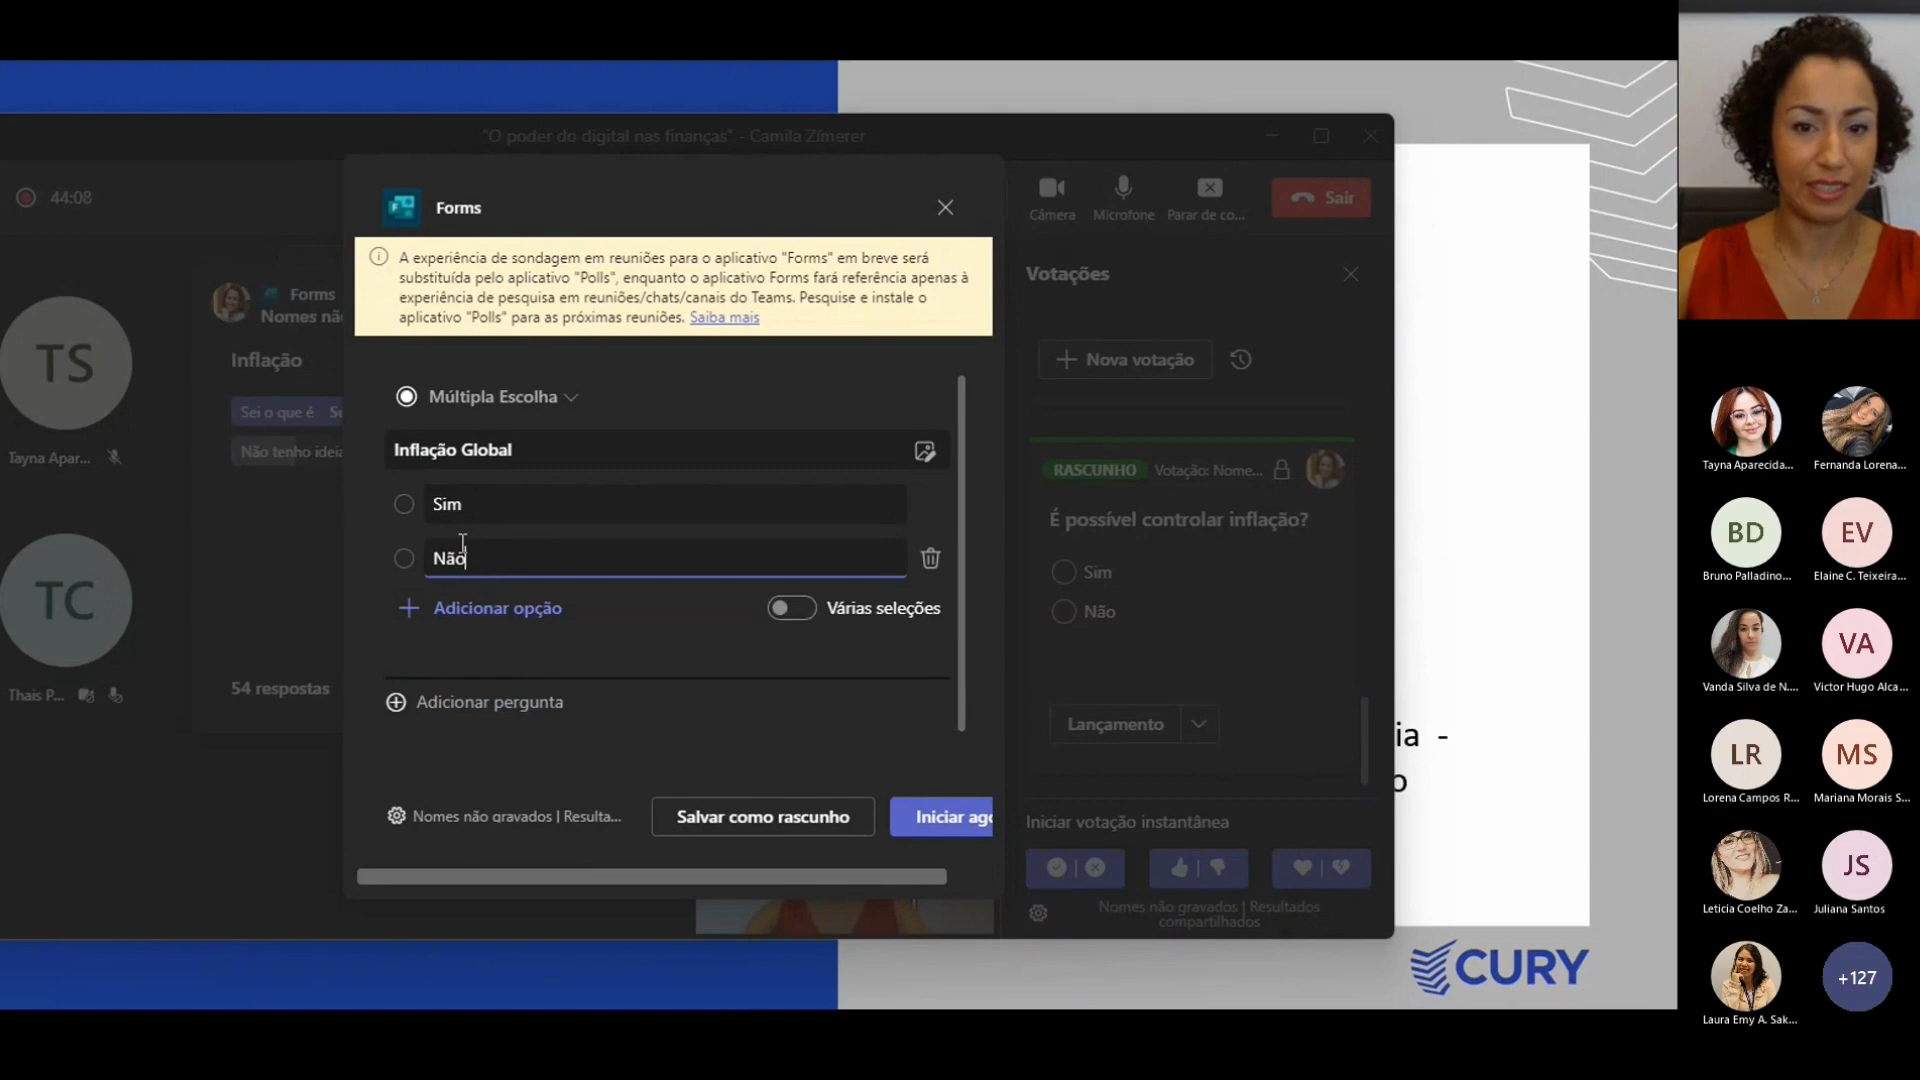 "O poder do digital nas finanças" - Camila Zímerer
44:08
Câmera
Microfone
Parar de co...
Sair
Forms
A experiência de sondagem em reuniões para o aplicativo "Forms" em breve será
substituída pelo aplicativo "Polls", enquanto o aplicativo Forms fará referência apenas à
experiência de pesquisa em reuniões/chats/canais do Teams. Pesquise e instale o
aplicativo "Polls" para as próximas reuniões. Saiba mais
TS
Tayna Apar...
TC
Thais P...
Forms
Nomes nã
Inflação
Sei o que é
Não tenho ideia
54 respostas
Múltipla Escolha
Inflação Global
Sim
Não
Adicionar opção
Várias seleções
Adicionar pergunta
Nomes não gravados | Resulta...
Salvar como rascunho
Iniciar ago
Votações
Nova votação
RASCUNHO
Votação: Nome...
É possível controlar inflação?
Sim
Não
Lançamento
Iniciar votação instantânea
Nomes não gravados | Resultados
compartilhados
ia -
o
CURY
Tayna Aparecida...
Fernanda Lorena...
BD
Bruno Palladino...
EV
Elaine C. Teixeira...
Vanda Silva de N...
VA
Victor Hugo Alca...
LR
Lorena Campos R...
MS
Mariana Morais S...
Leticia Coelho Za...
JS
Juliana Santos
Laura Emy A. Sak...
+127